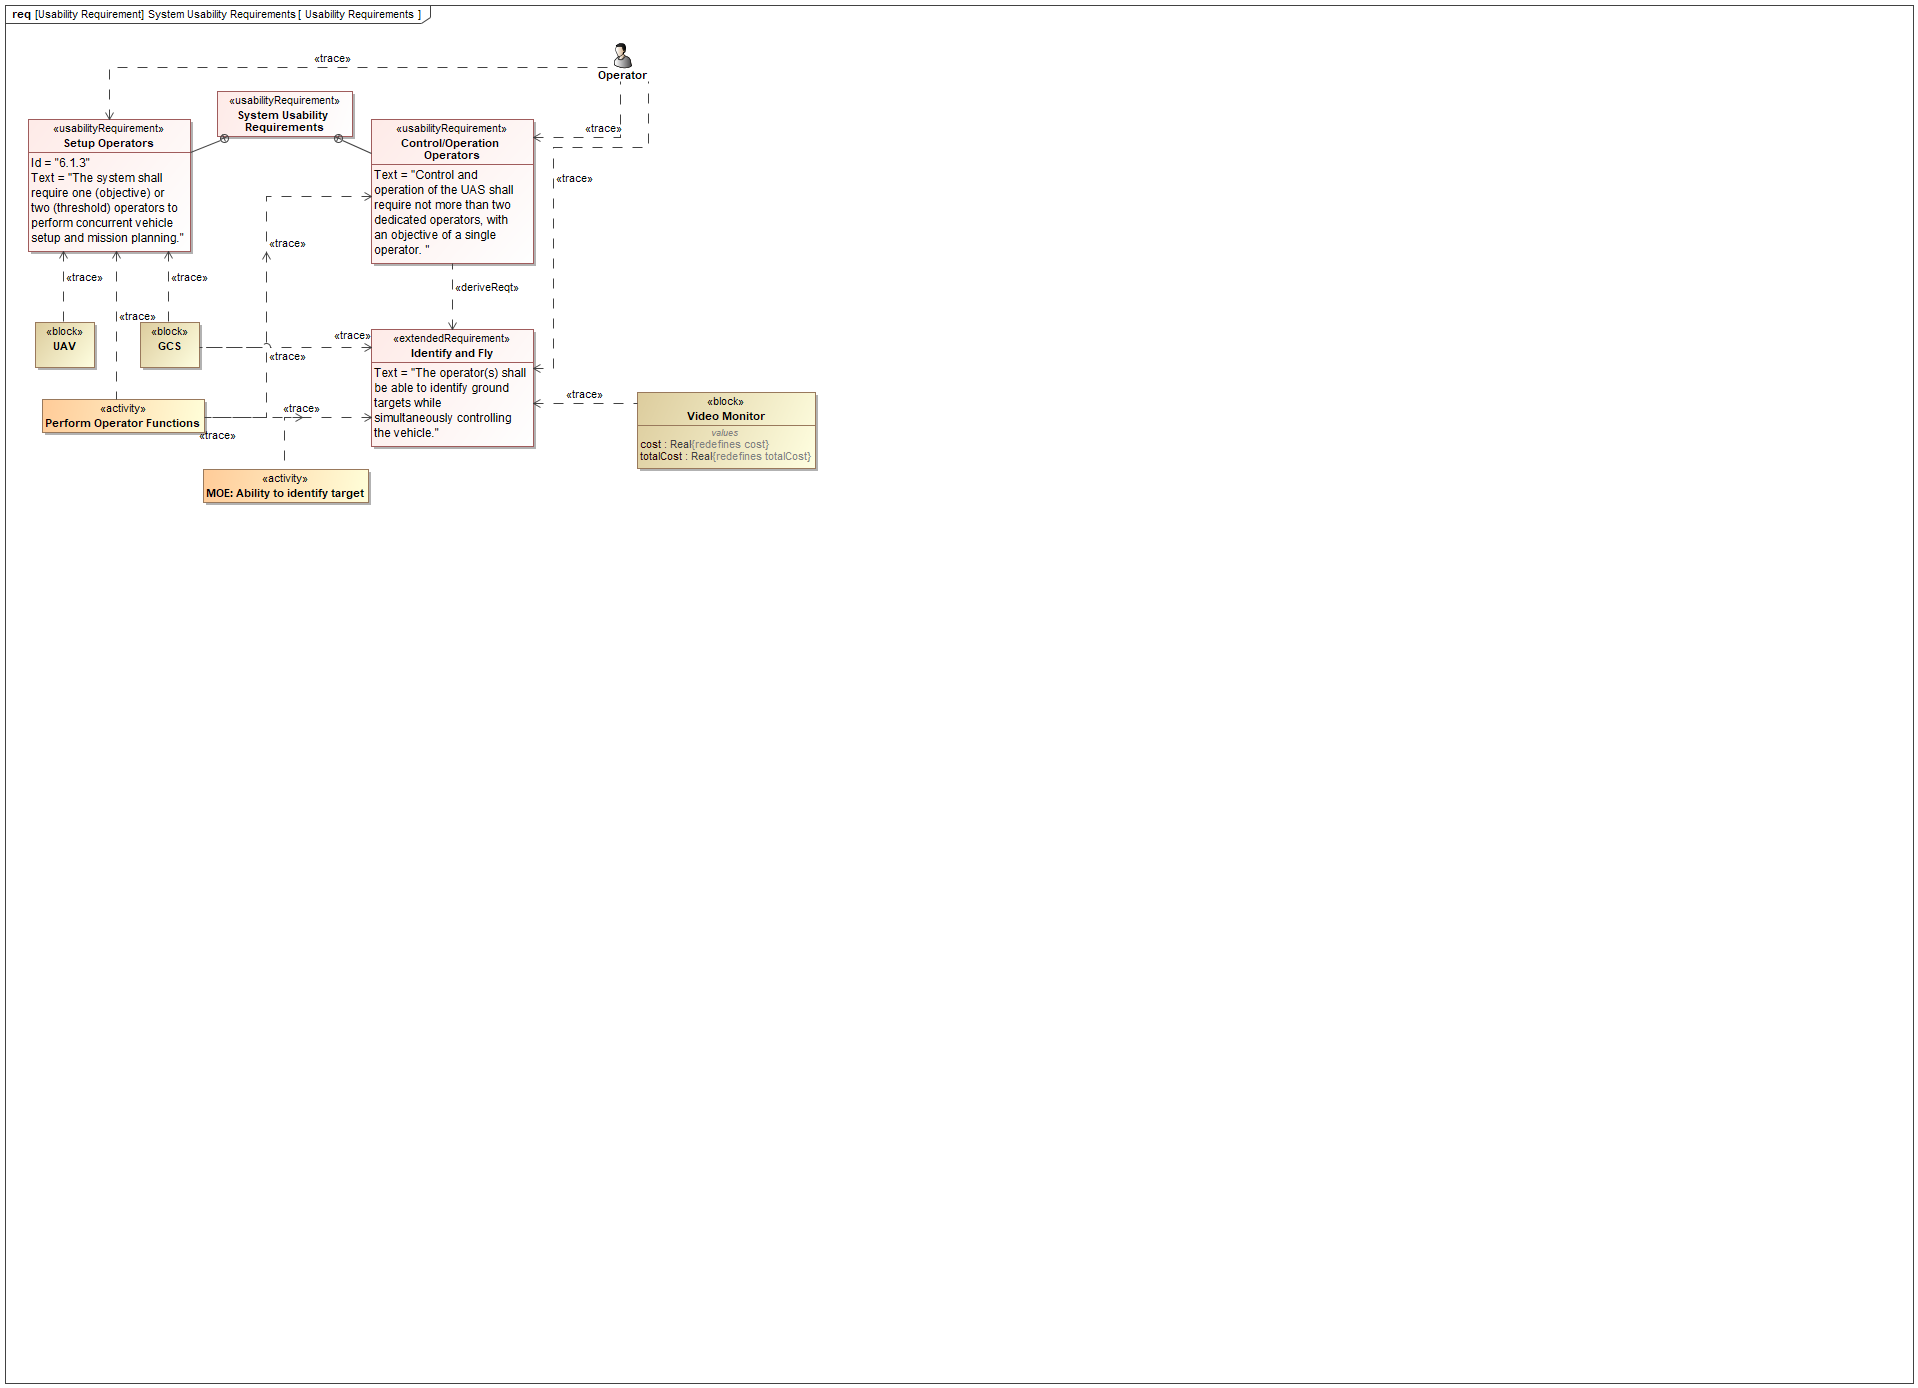 req [Usability Requirement] System Usability Requirements [ Usability Requirements ]
«trace»
Operator
«usabilityRequirement»
System Usability
Requirements
«usabilityRequirement»
Setup Operators
Id = "6.1.3"
Text = "The system shall
require one (objective) or
two (threshold) operators to
perform concurrent vehicle
setup and mission planning."
«usabilityRequirement»
Control/Operation
Operators
Text = "Control and
operation of the UAS shall
require not more than two
dedicated operators, with
an objective of a single
operator. "
«trace»
«trace»
«trace»
«trace»
«trace»
«trace»
«deriveReqt»
«block»
UAV
«block»
GCS
«trace»
«trace»
«extendedRequirement»
Identify and Fly
Text = "The operator(s) shall
be able to identify ground
targets while
simultaneously controlling
the vehicle."
«trace»
«block»
Video Monitor
values
cost : Real{redefines cost}
totalCost : Real{redefines totalCost}
«activity»
Perform Operator Functions
«trace»
«trace»
«activity»
MOE: Ability to identify target